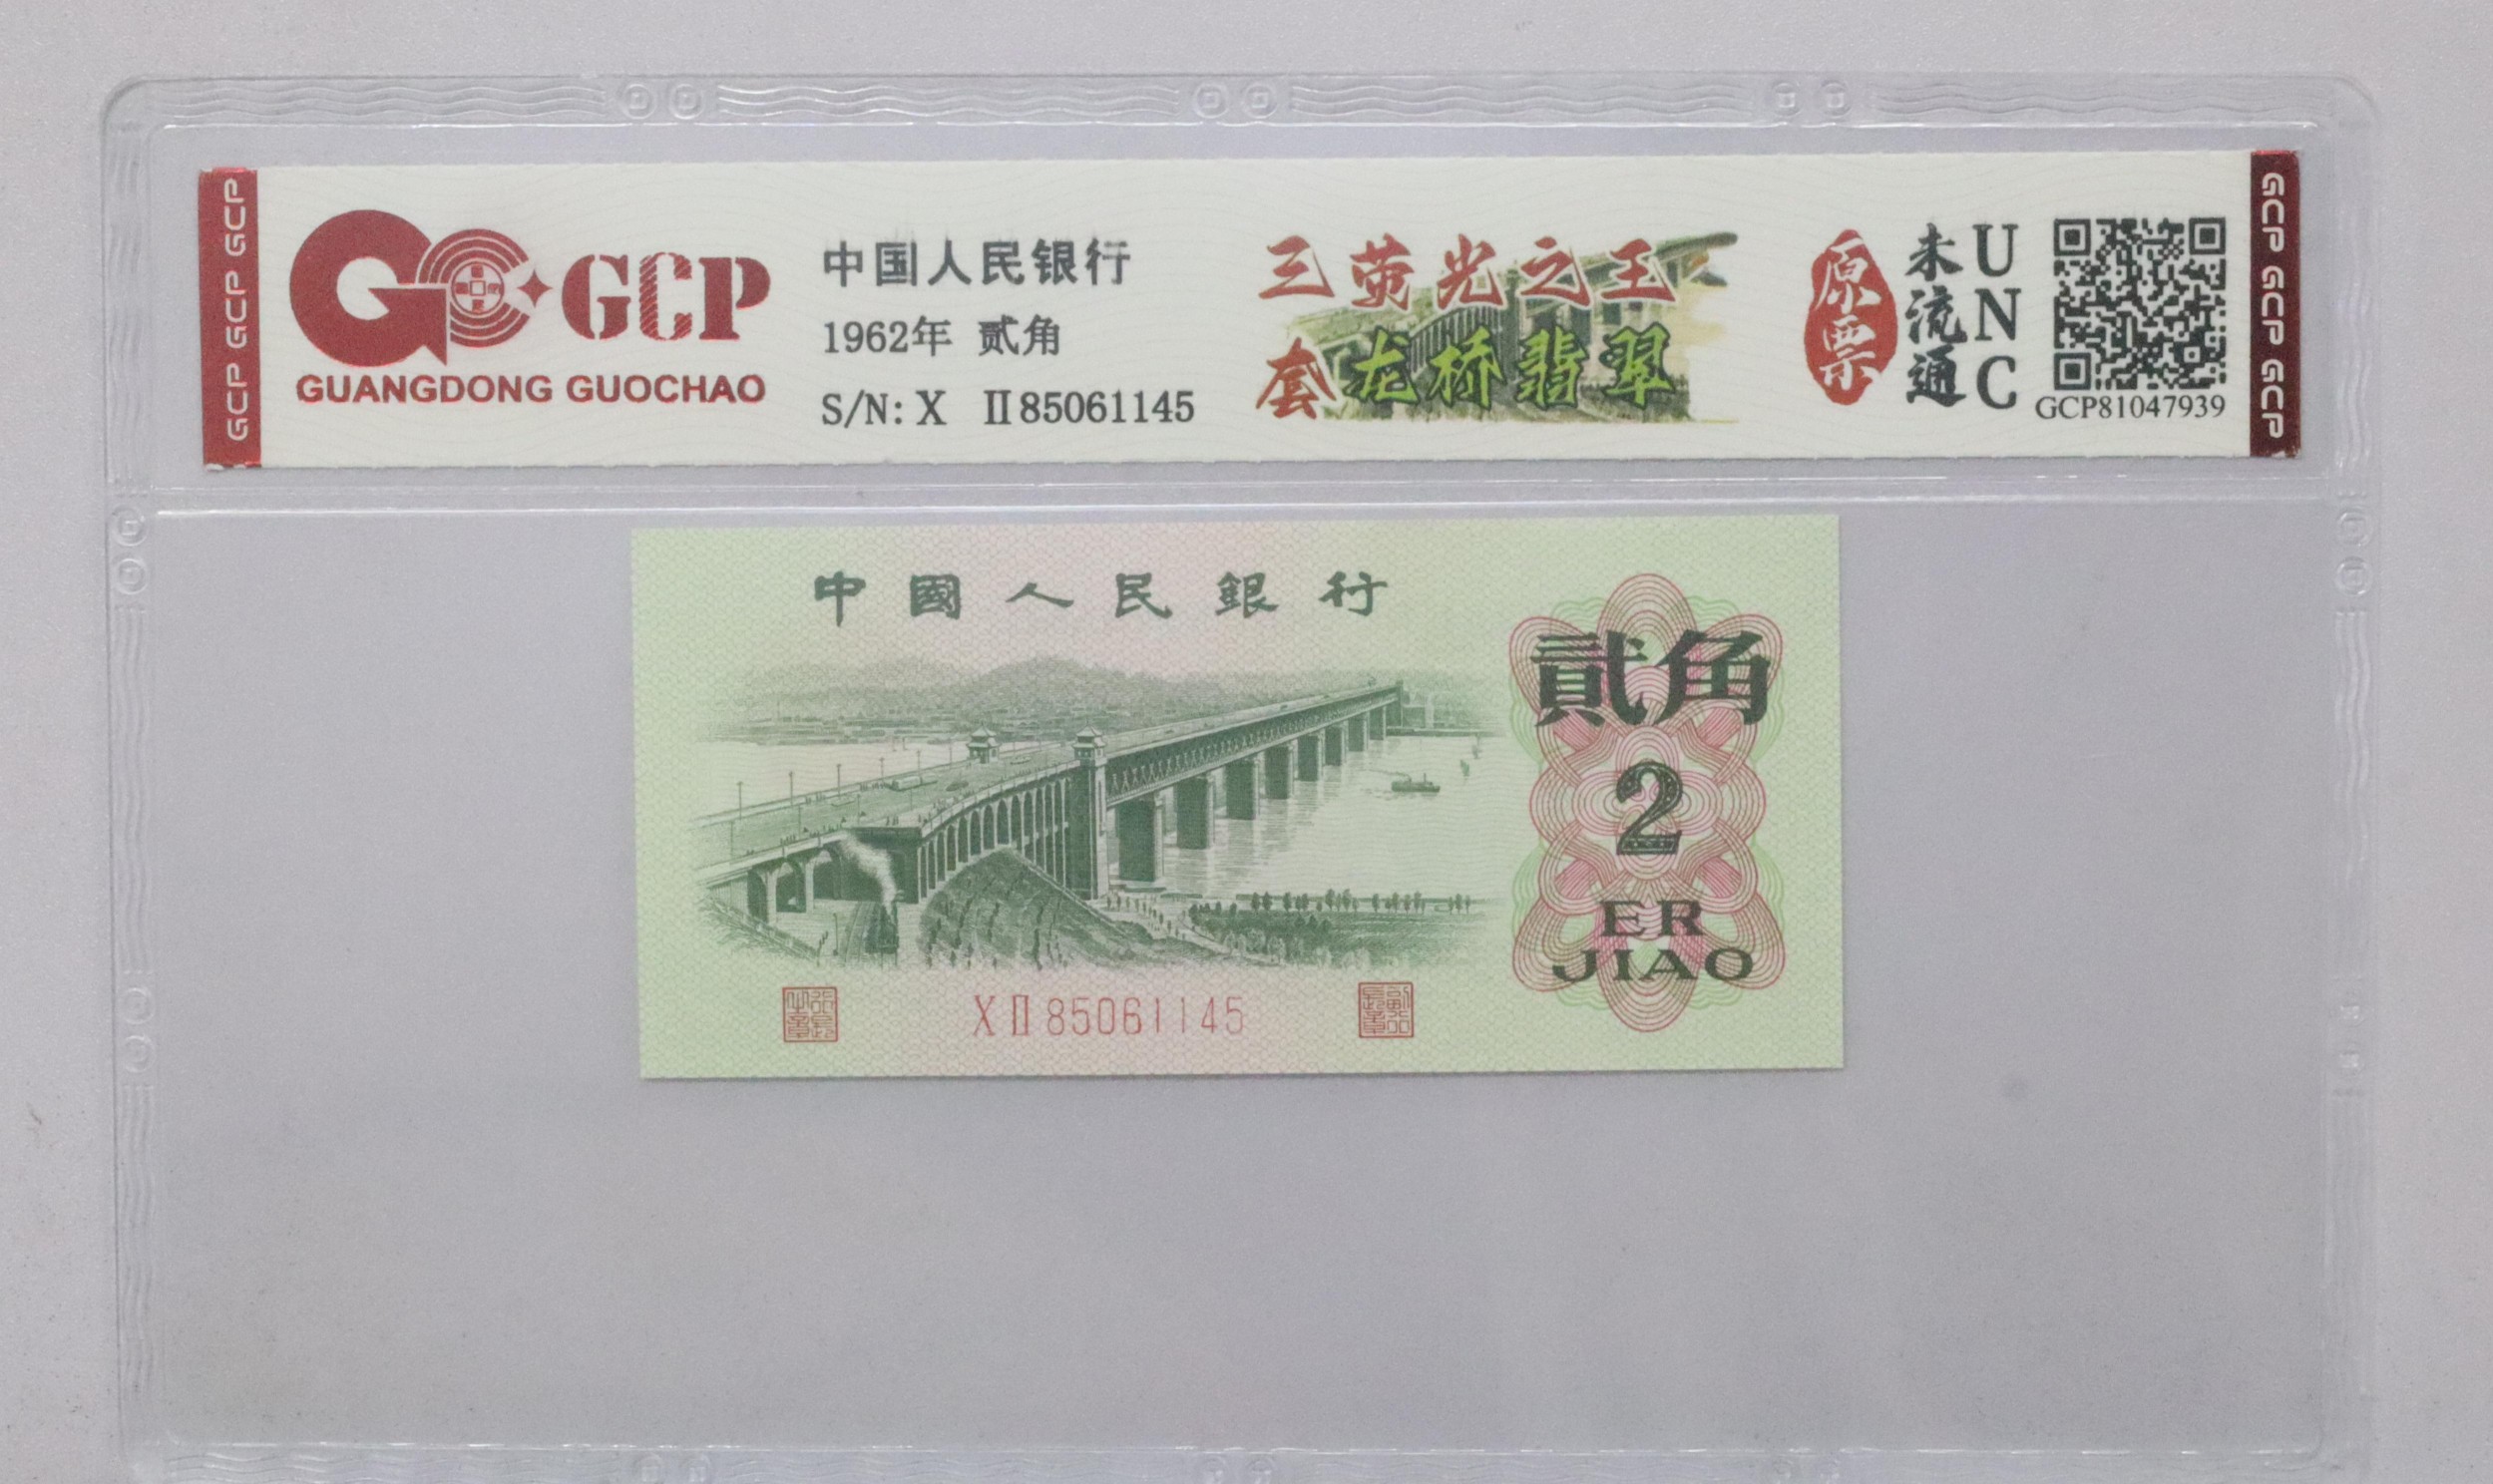 GCP GCP GCP
GCP
GUANGDONG GUOCHAO
中国人民银行
1962年 贰角
S/N: X Ⅱ85061145
三荧光之王
套龙桥翡翠
原票
未流通
UNC
GCP81047939
GCP GCP GCP
中國人民銀行
貳角
2
ER
JIAO
XⅡ85061145